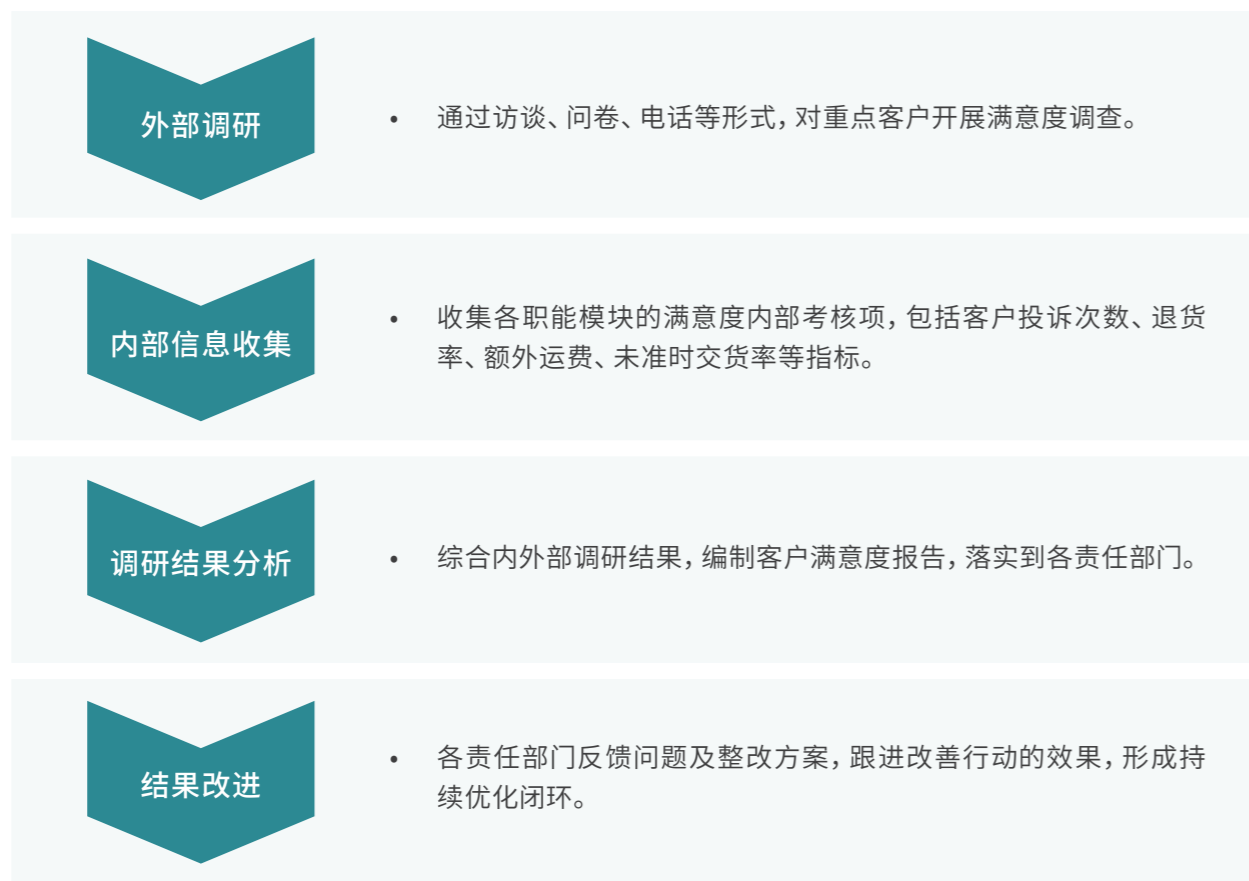 外部调研
• 通过访谈、问卷、电话等形式，对重点客户开展满意度调查。
内部信息收集
• 收集各职能模块的满意度内部考核项，包括客户投诉次数、退货
率、额外运费、未准时交货率等指标。
调研结果分析
• 综合内外部调研结果，编制客户满意度报告，落实到各责任部门。
结果改进
• 各责任部门反馈问题及整改方案，跟进改善行动的效果，形成持
续优化闭环。